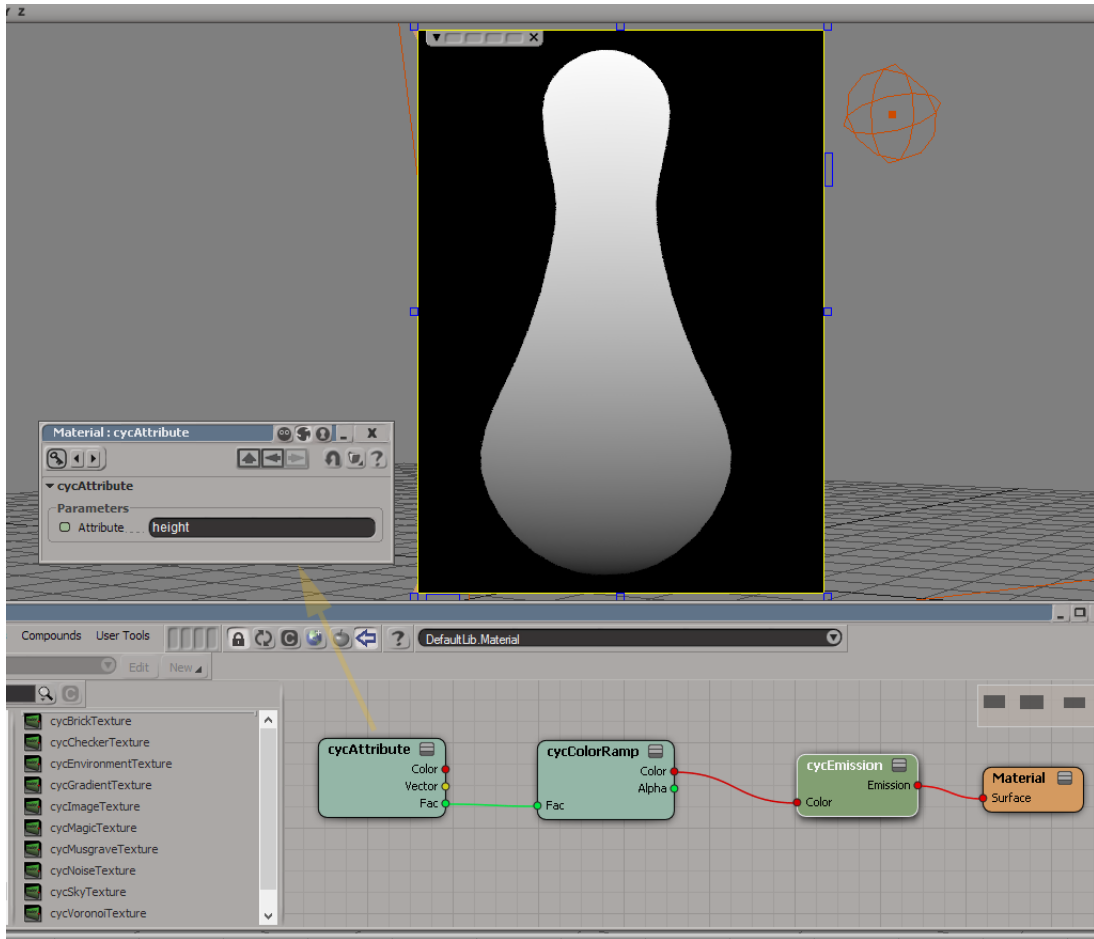 Y Z
Material : cycAttribute
X
?
cycAttribute
Parameters
Attribute height
Compounds User Tools C ? DefaultLib.Material
Edit New
C
cycBrickTexture
cycCheckerTexture
cycEnvironmentTexture
cycGradientTexture
cycImageTexture
cycMagicTexture
cycMusgraveTexture
cycNoiseTexture
cycSkyTexture
cycVoronoiTexture
cycAttribute
Color
Vector
Fac
cycColorRamp
Color
Alpha
Fac
cycEmission
Emission
Color
Material
Surface